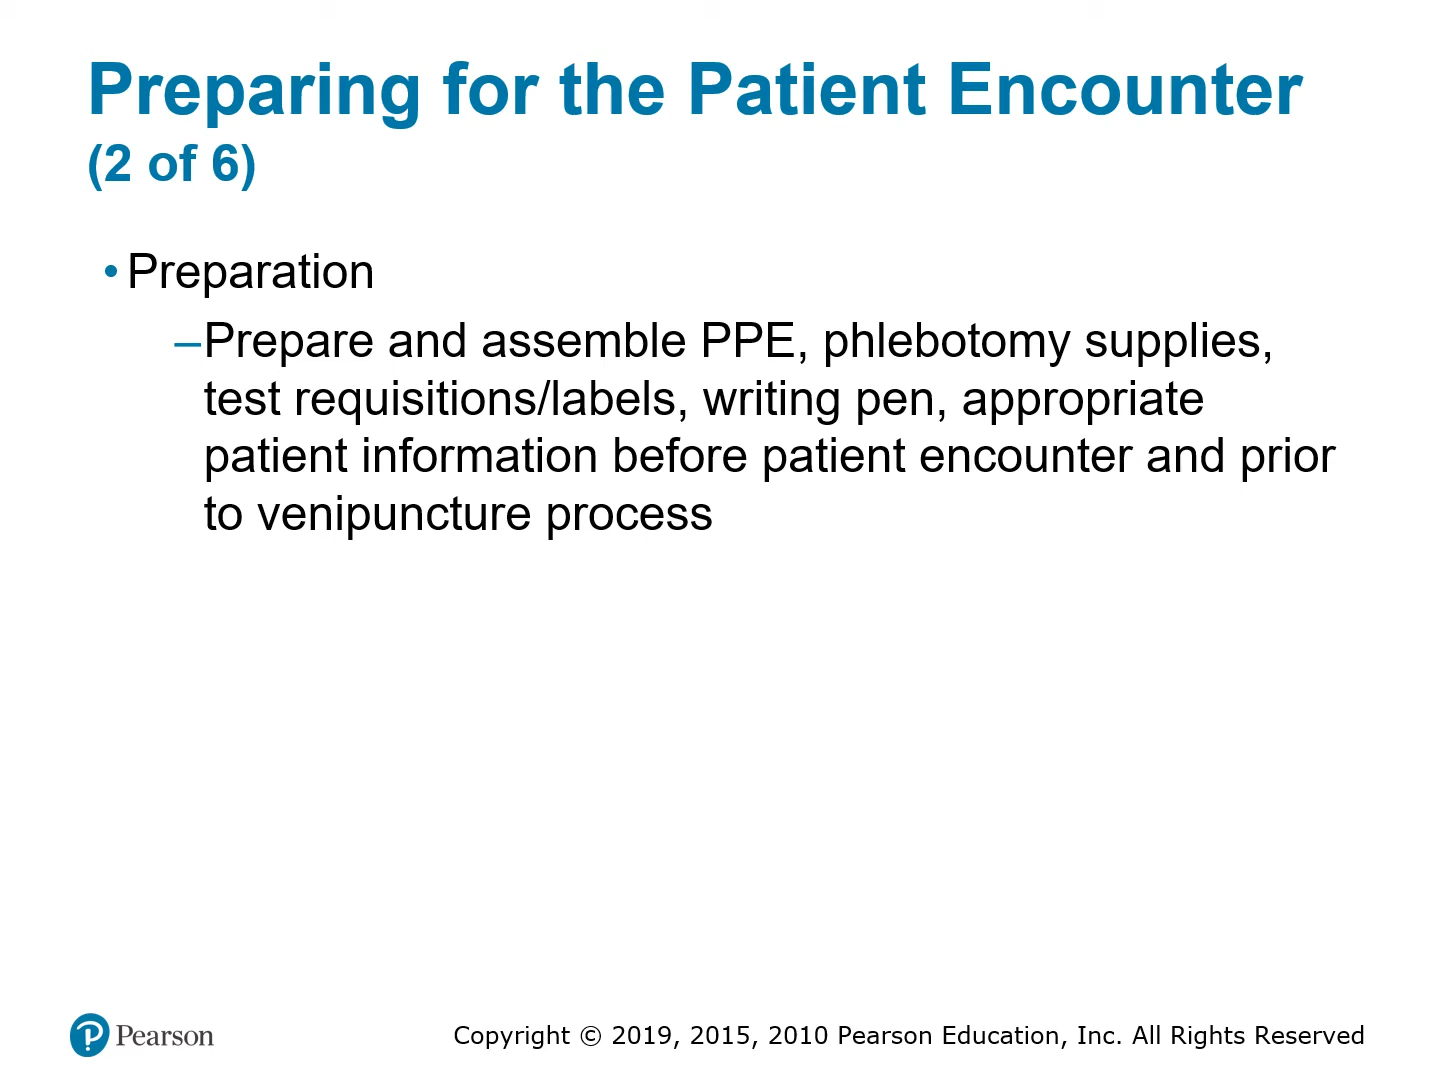 Preparing for the Patient Encounter
(2 of 6)
• Preparation
–Prepare and assemble PPE, phlebotomy supplies,
test requisitions/labels, writing pen, appropriate
patient information before patient encounter and prior
to venipuncture process
Pearson
Copyright © 2019, 2015, 2010 Pearson Education, Inc. All Rights Reserved